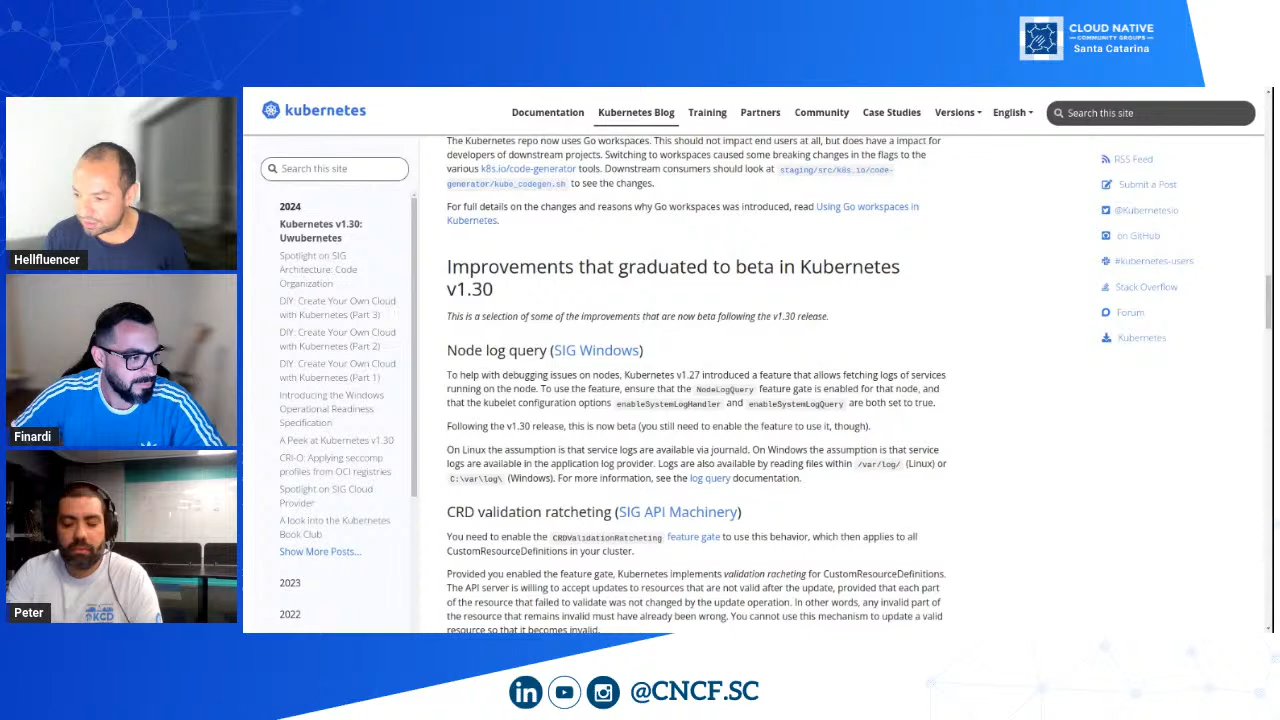 CLOUD NATIVE
COMMUNITY GROUPS
Santa Catarina
Hellfluencer
Finardi
Peter
kubernetes
Documentation
Kubernetes Blog
Training
Partners
Community
Case Studies
Versions
English
Search this site
Search this site
2024
Kubernetes v1.30:
Uwubernetes
Spotlight on SIG
Architecture: Code
Organization
DIY: Create Your Own Cloud
with Kubernetes (Part 3)
DIY: Create Your Own Cloud
with Kubernetes (Part 2)
DIY: Create Your Own Cloud
with Kubernetes (Part 1)
Introducing the Windows
Operational Readiness
Specification
A Peek at Kubernetes v1.30
CRI-O: Applying seccomp
profiles from OCI registries
Spotlight on SIG Cloud
Provider
A look into the Kubernetes
Book Club
Show More Posts...
2023
2022
The Kubernetes repo now uses Go workspaces. This should not impact end users at all, but does have a impact for
developers of downstream projects. Switching to workspaces caused some breaking changes in the flags to the
various k8s.io/code-generator tools. Downstream consumers should look at staging/src/k8s.io/code-
generator/kube_codegen.sh to see the changes.
For full details on the changes and reasons why Go workspaces was introduced, read Using Go workspaces in
Kubernetes.
Improvements that graduated to beta in Kubernetes
v1.30
This is a selection of some of the improvements that are now beta following the v1.30 release.
Node log query (SIG Windows)
To help with debugging issues on nodes, Kubernetes v1.27 introduced a feature that allows fetching logs of services
running on the node. To use the feature, ensure that the NodeLogQuery feature gate is enabled for that node, and
that the kubelet configuration options enableSystemLogHandler and enableSystemLogQuery are both set to true.
Following the v1.30 release, this is now beta (you still need to enable the feature to use it, though).
On Linux the assumption is that service logs are available via journald. On Windows the assumption is that service
logs are available in the application log provider. Logs are also available by reading files within /var/log/ (Linux) or
C:\var\log\ (Windows). For more information, see the log query documentation.
CRD validation ratcheting (SIG API Machinery)
You need to enable the CRDValidationRatcheting feature gate to use this behavior, which then applies to all
CustomResourceDefinitions in your cluster.
Provided you enabled the feature gate, Kubernetes implements validation racheting for CustomResourceDefinitions.
The API server is willing to accept updates to resources that are not valid after the update, provided that each part
of the resource that failed to validate was not changed by the update operation. In other words, any invalid part of
the resource that remains invalid must have already been wrong. You cannot use this mechanism to update a valid
resource so that it becomes invalid.
RSS Feed
Submit a Post
@Kubernetesio
on GitHub
#kubernetes-users
Stack Overflow
Forum
Kubernetes
KCD
@CNCF.SC